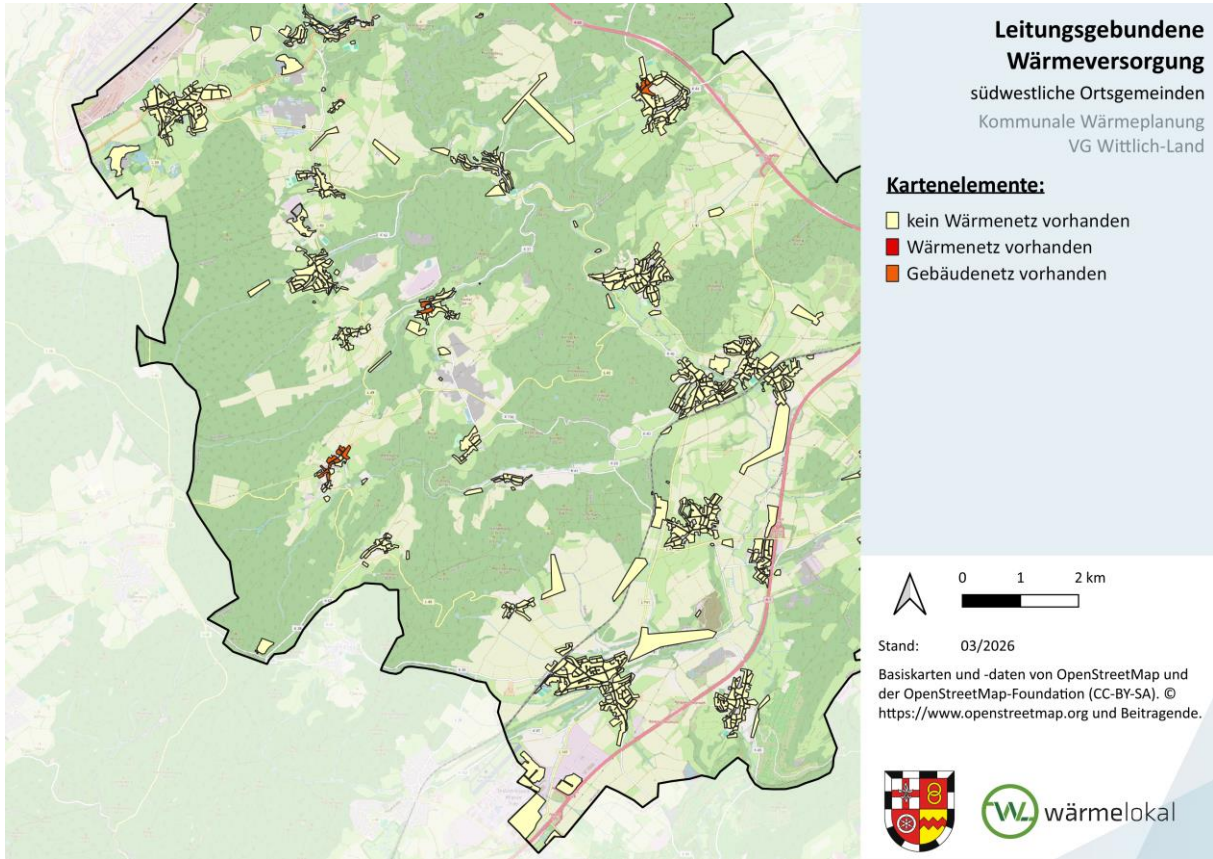 Leitungsgebundene
Wärmeversorgung
südwestliche Ortsgemeinden
Kommunale Wärmeplanung
VG Wittlich-Land
Kartenelemente:
kein Wärmenetz vorhanden
Wärmenetz vorhanden
Gebäudenetz vorhanden
0 1 2 km
Stand: 03/2026
Basiskarten und -daten von OpenStreetMap und
der OpenStreetMap-Foundation (CC-BY-SA). ©
https://www.openstreetmap.org und Beitragende.
wärmelokal